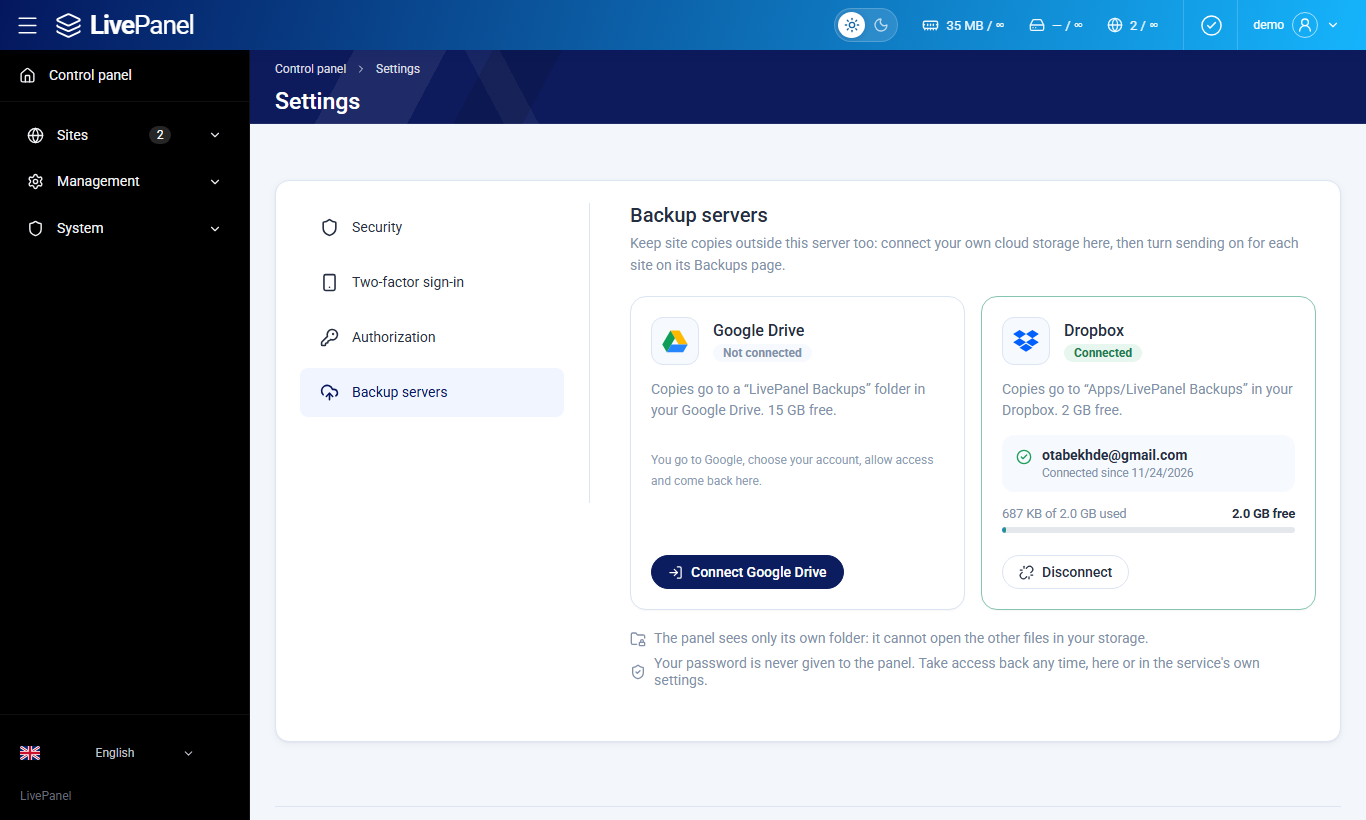 LivePanel
35 MB / ∞
— / ∞
2 / ∞
demo
Control panel
Sites
2
Management
System
English
LivePanel
Control panel > Settings
Settings
Security
Two-factor sign-in
Authorization
Backup servers
Backup servers
Keep site copies outside this server too: connect your own cloud storage here, then turn sending on for each
site on its Backups page.
Google Drive
Not connected
Copies go to a “LivePanel Backups” folder in
your Google Drive. 15 GB free.
You go to Google, choose your account, allow access
and come back here.
Connect Google Drive
Dropbox
Connected
Copies go to “Apps/LivePanel Backups” in your
Dropbox. 2 GB free.
otabekhde@gmail.com
Connected since 11/24/2026
687 KB of 2.0 GB used
2.0 GB free
Disconnect
The panel sees only its own folder: it cannot open the other files in your storage.
Your password is never given to the panel. Take access back any time, here or in the service's own
settings.